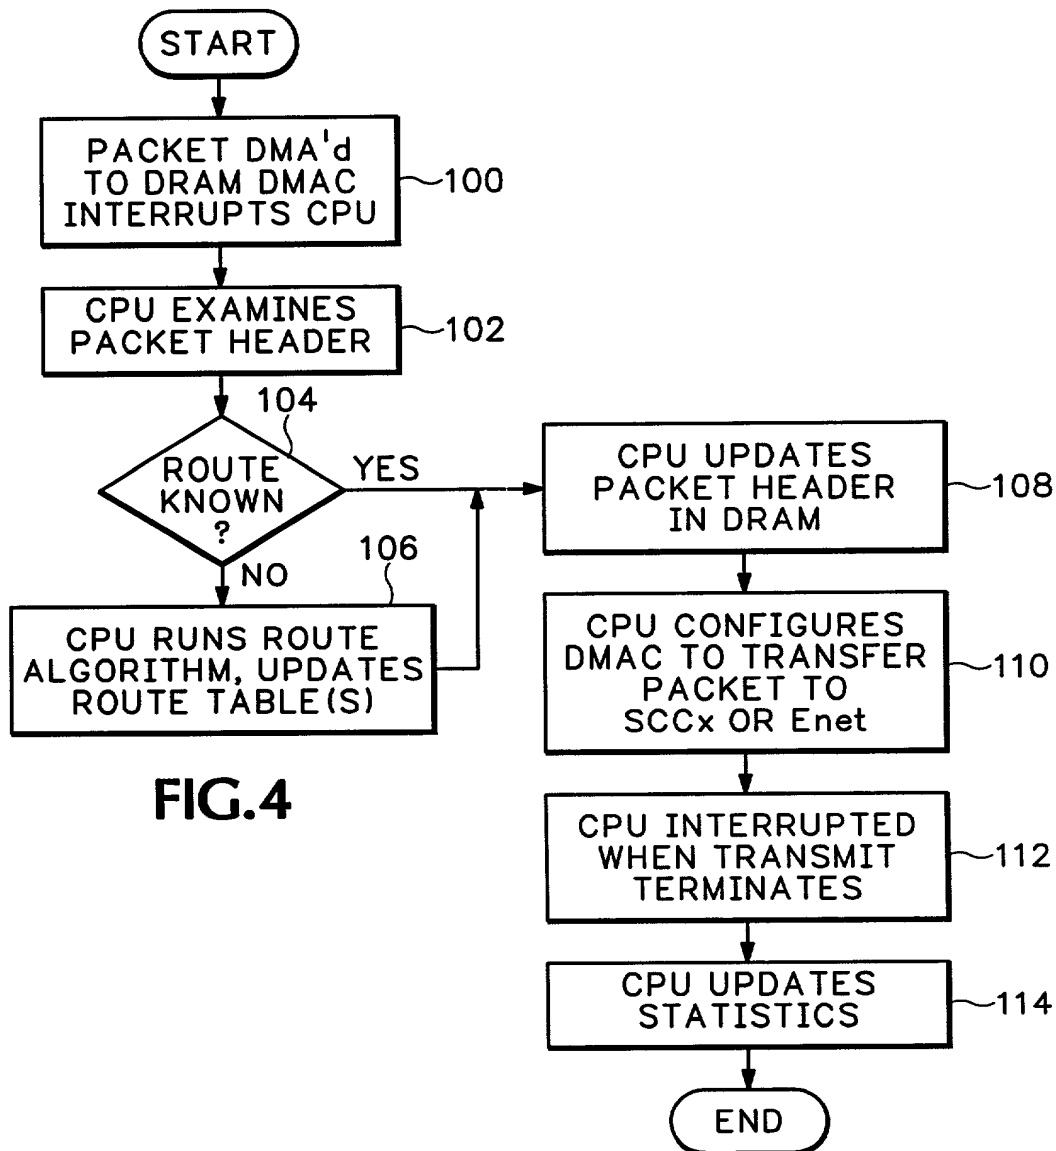 START
PACKET DMA'd
TO DRAM DMAC
INTERRUPTS CPU
100
CPU EXAMINES
PACKET HEADER
102
104
ROUTE
KNOWN
?
YES
NO
106
CPU RUNS ROUTE
ALGORITHM, UPDATES
ROUTE TABLE(S)
CPU UPDATES
PACKET HEADER
IN DRAM
108
CPU CONFIGURES
DMAC TO TRANSFER
PACKET TO
SCCx OR Enet
110
CPU INTERRUPTED
WHEN TRANSMIT
TERMINATES
112
CPU UPDATES
STATISTICS
114
END
FIG.4